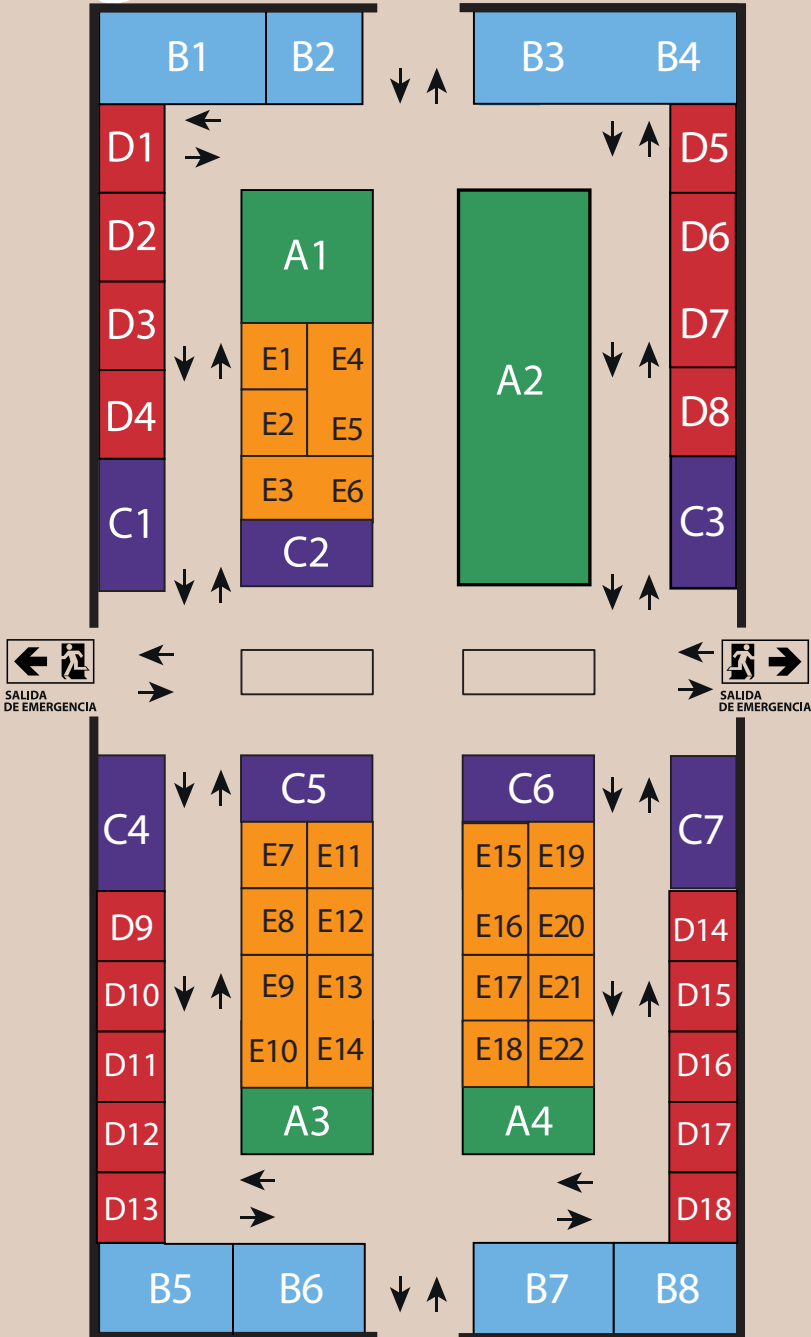 B1 B2 B3 B4
D1 D5
D2 A1 D6
D3 E1 E4 A2 D7
D4 E2 E5 D8
E3 E6
C1 C2 C3
SALIDA
DE EMERGENCIA
SALIDA
DE EMERGENCIA
C4 C5 C6 C7
E7 E11 E15 E19
D9 E8 E12 E16 E20 D14
D10 E9 E13 E17 E21 D15
D11 E10 E14 E18 E22 D16
D12 A3 A4 D17
D13 D18
B5 B6 B7 B8